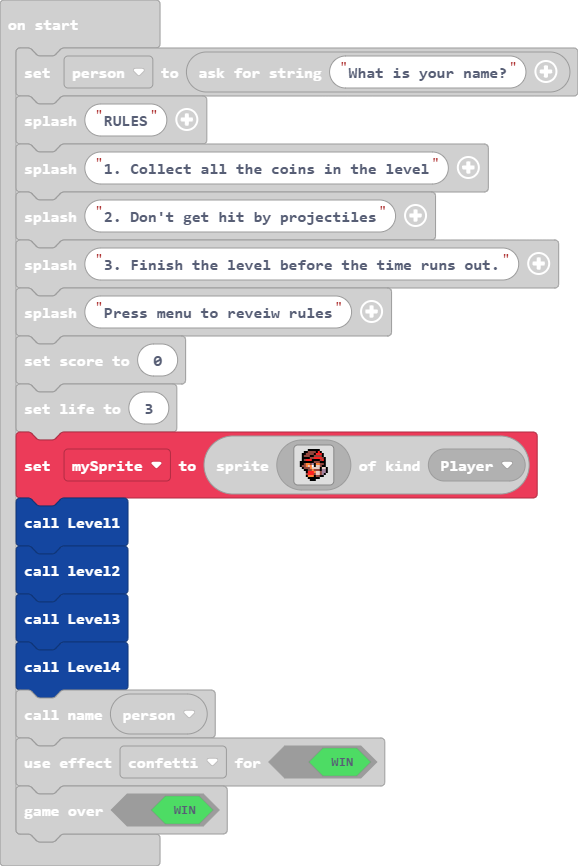 on start
set person to ask for string "What is your name?"
splash "RULES"
splash "1. Collect all the coins in the level"
splash "2. Don't get hit by projectiles"
splash "3. Finish the level before the time runs out."
splash "Press menu to reveiw rules"
set score to 0
set life to 3
set mySprite to sprite of kind Player
call Level1
call level2
call Level3
call Level4
call name person
use effect confetti for WIN
game over WIN